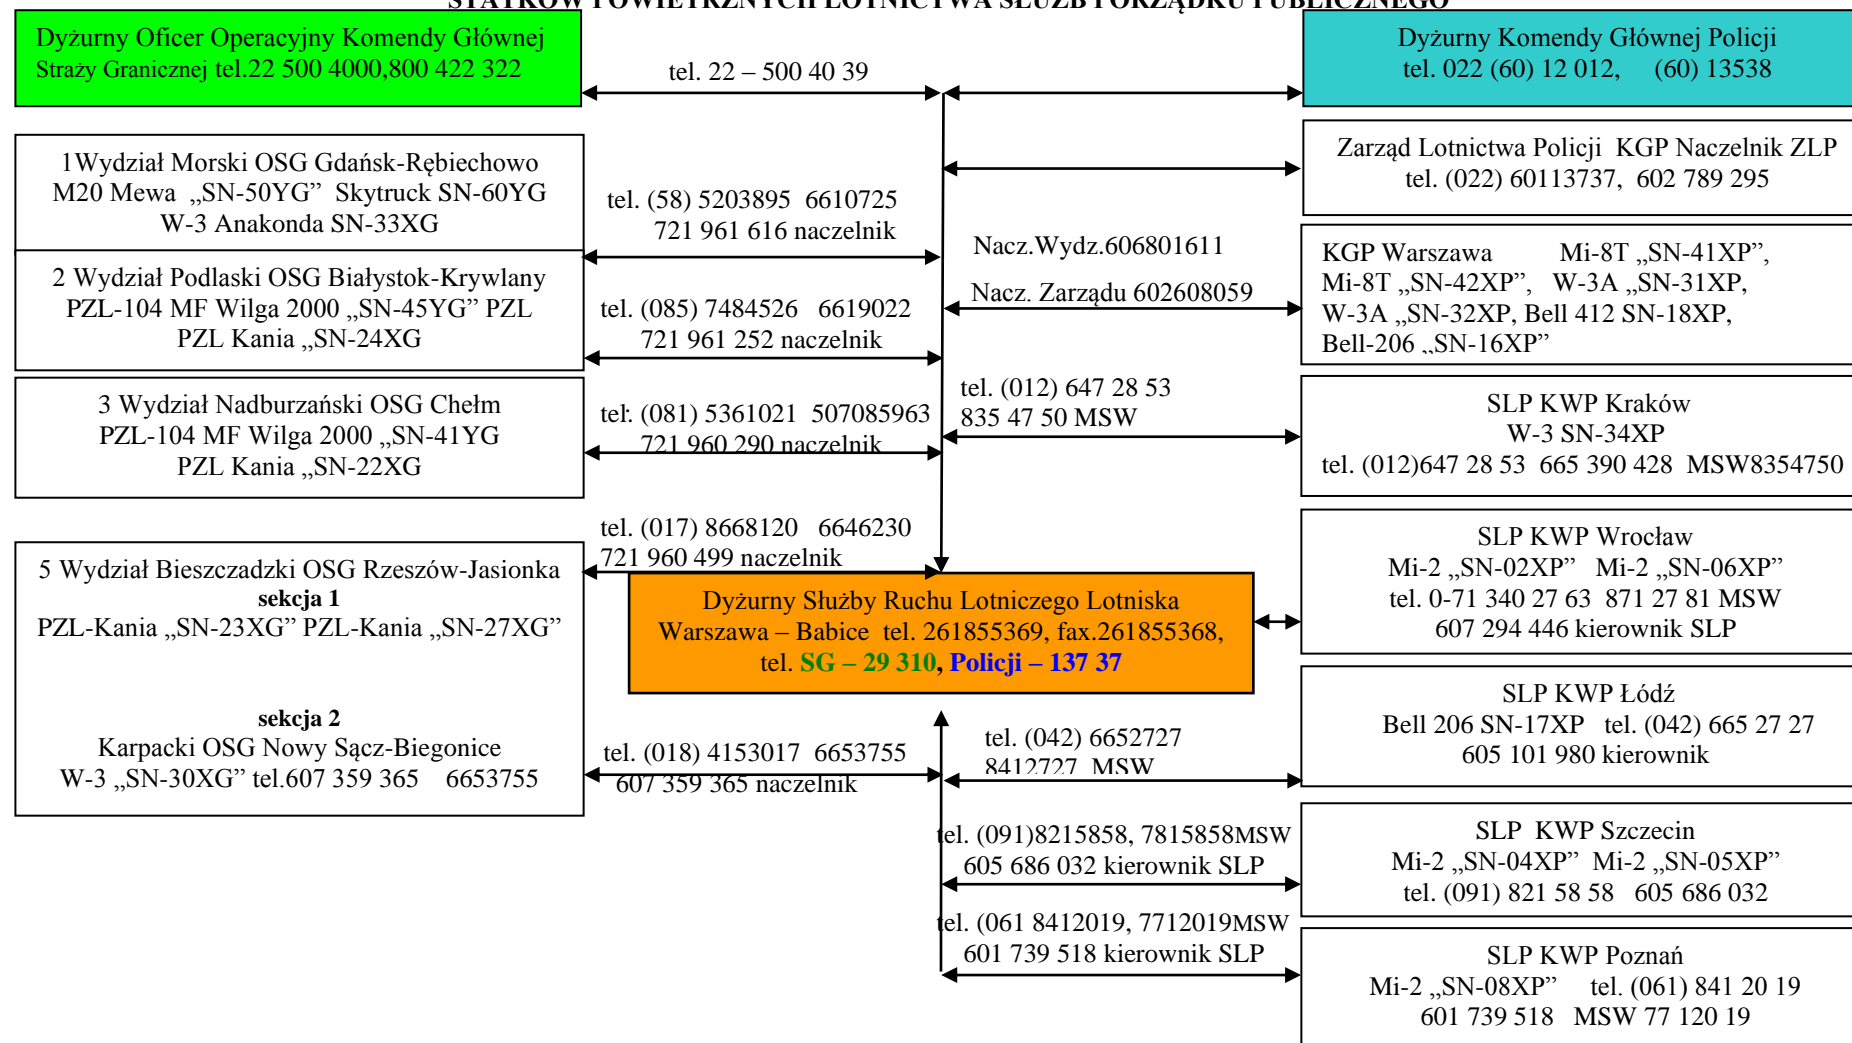 STATKÓW POWIETRZNYCH LOTNICTWA SŁUŻB PORZĄDKU PUBLICZNEGO
Dyżurny Oficer Operacyjny Komendy Głównej
Straży Granicznej tel.22 500 4000,800 422 322
tel. 22 – 500 40 39
Dyżurny Komendy Głównej Policji
tel. 022 (60) 12 012, (60) 13538
1Wydział Morski OSG Gdańsk-Rębiechowo
M20 Mewa „SN-50YG” Skytruck SN-60YG
W-3 Anakonda SN-33XG
tel. (58) 5203895 6610725
721 961 616 naczelnik
Zarząd Lotnictwa Policji KGP Naczelnik ZLP
tel. (022) 60113737, 602 789 295
2 Wydział Podlaski OSG Białystok-Krywlany
PZL-104 MF Wilga 2000 „SN-45YG” PZL
PZL Kania „SN-24XG
tel. (085) 7484526 6619022
721 961 252 naczelnik
Nacz.Wydz.606801611
Nacz. Zarządu 602608059
KGP Warszawa Mi-8T „SN-41XP”,
Mi-8T „SN-42XP”, W-3A „SN-31XP,
W-3A „SN-32XP, Bell 412 SN-18XP,
Bell-206 „SN-16XP”
3 Wydział Nadburzański OSG Chełm
PZL-104 MF Wilga 2000 „SN-41YG
PZL Kania „SN-22XG
tel. (081) 5361021 507085963
721 960 290 naczelnik
tel. (012) 647 28 53
835 47 50 MSW
SLP KWP Kraków
W-3 SN-34XP
tel. (012)647 28 53 665 390 428 MSW8354750
tel. (017) 8668120 6646230
721 960 499 naczelnik
5 Wydział Bieszczadzki OSG Rzeszów-Jasionka
sekcja 1
PZL-Kania „SN-23XG” PZL-Kania „SN-27XG”
sekcja 2
Karpacki OSG Nowy Sącz-Biegonice
W-3 „SN-30XG” tel.607 359 365 6653755
Dyżurny Służby Ruchu Lotniczego Lotniska
Warszawa – Babice tel. 261855369, fax.261855368,
tel. SG – 29 310, Policji – 137 37
SLP KWP Wrocław
Mi-2 „SN-02XP” Mi-2 „SN-06XP”
tel. 0-71 340 27 63 871 27 81 MSW
607 294 446 kierownik SLP
tel. (018) 4153017 6653755
607 359 365 naczelnik
tel. (042) 6652727
8412727 MSW
SLP KWP Łódź
Bell 206 SN-17XP tel. (042) 665 27 27
605 101 980 kierownik
tel. (091)8215858, 7815858MSW
605 686 032 kierownik SLP
SLP KWP Szczecin
Mi-2 „SN-04XP” Mi-2 „SN-05XP”
tel. (091) 821 58 58 605 686 032
tel. (061 8412019, 7712019MSW
601 739 518 kierownik SLP
SLP KWP Poznań
Mi-2 „SN-08XP” tel. (061) 841 20 19
601 739 518 MSW 77 120 19